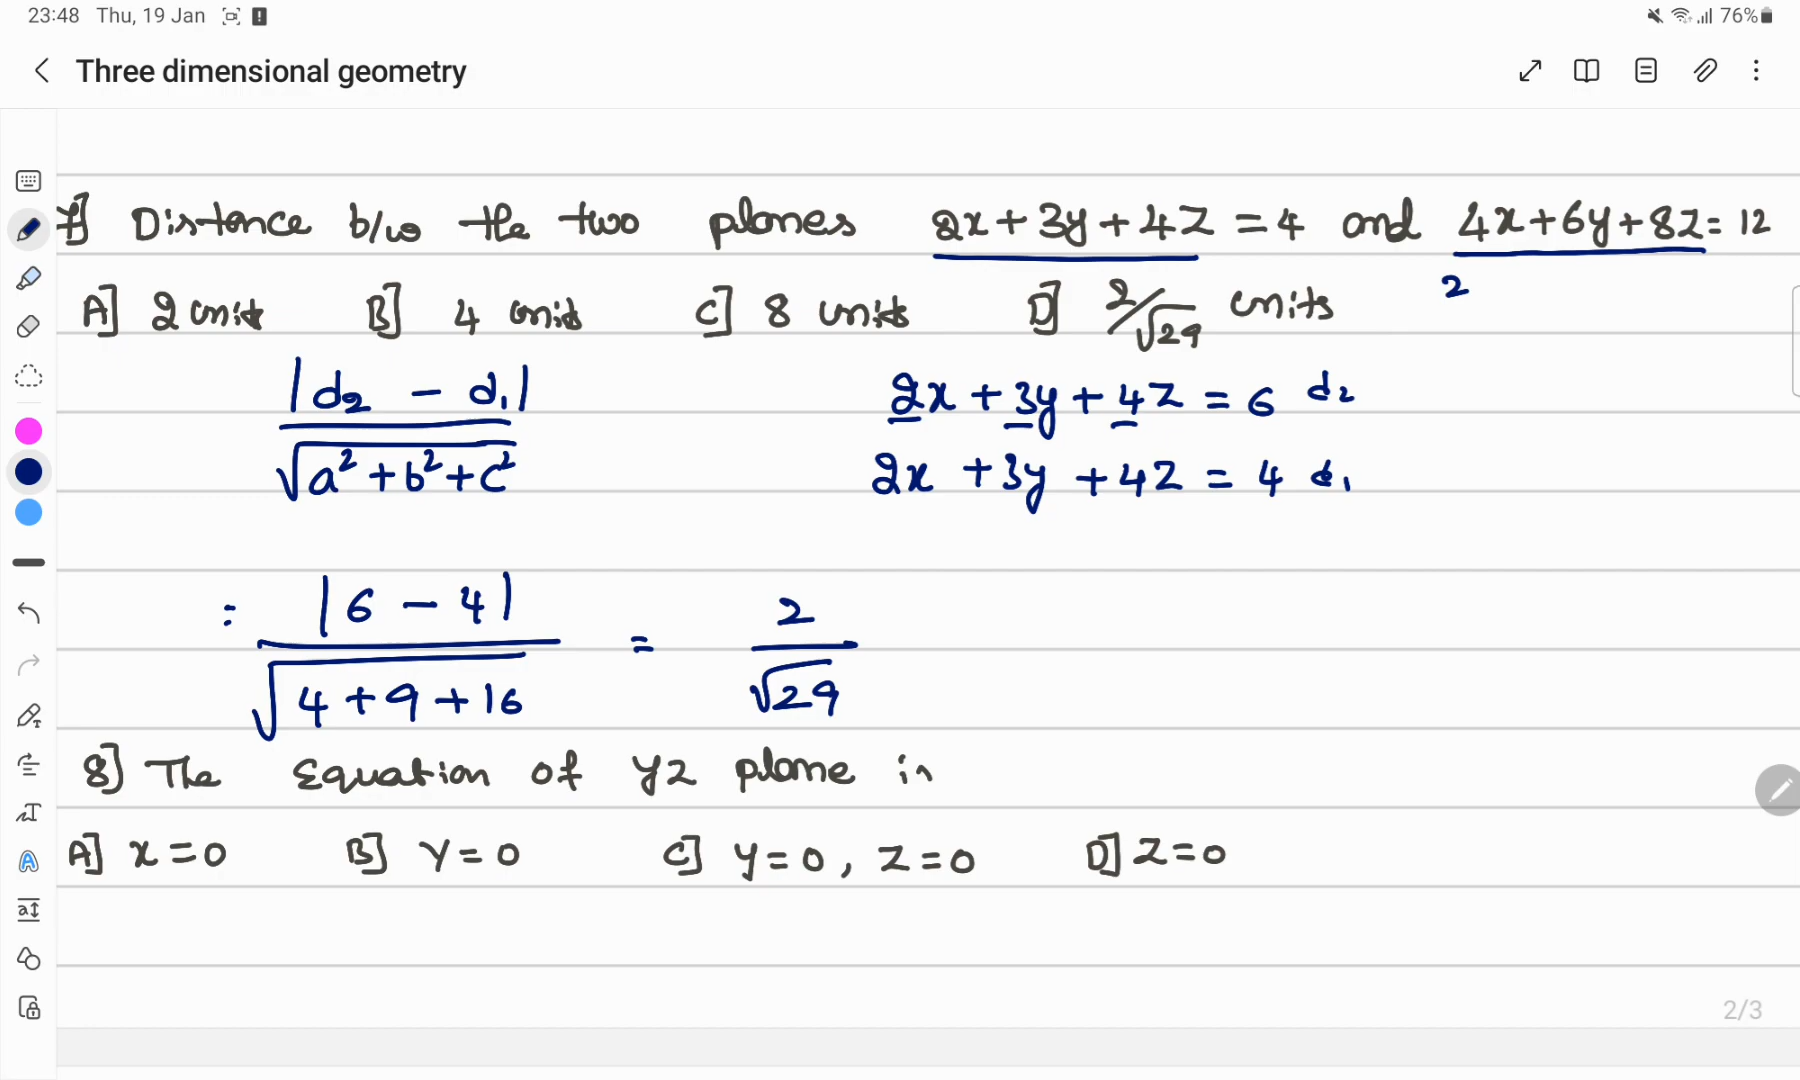 23:48 Thu, 19 Jan 76%
Three dimensional geometry
7] Distance b/w the two planes 2x+3y+4z=4 and 4x+6y+8z=12
2
A] 2 units B] 4 units C] 8 units D] 2/√29 units
|d2 - d1| / √(a²+b²+c²)
2x+3y+4z=6 d2
2x+3y+4z=4 d1
= |6-4| / √(4+9+16) = 2/√29
8] The Equation of yz plane is
A] x=0 B] Y=0 C] y=0, z=0 D] z=0
2/3